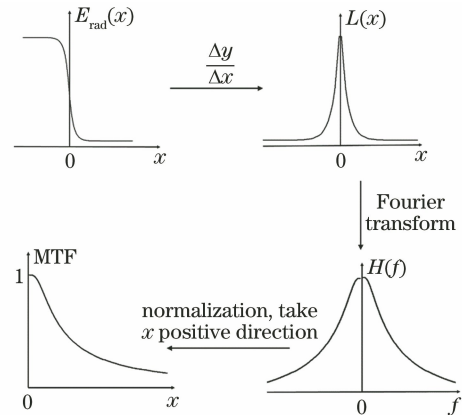 E_rad(x)
L(x)
Δy
Δx
0
x
0
x
Fourier
transform
MTF
1
H(f)
normalization, take
x positive direction
0
x
0
f